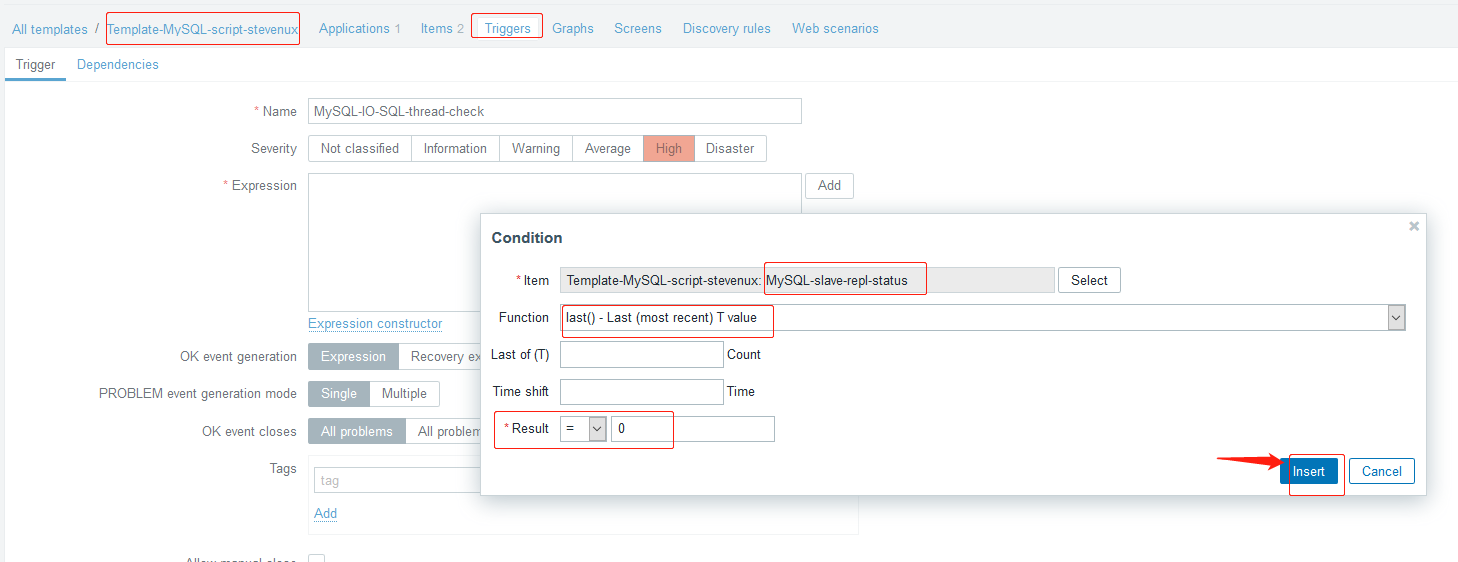 All templates / Template-MySQL-script-stevenux Applications 1 Items 2 Triggers Graphs Screens Discovery rules Web scenarios
Trigger Dependencies
* Name MySQL-IO-SQL-thread-check
Severity Not classified Information Warning Average High Disaster
* Expression Add
Condition
* Item Template-MySQL-script-stevenux: MySQL-slave-repl-status Select
Function last() - Last (most recent) T value
Expression constructor
Last of (T) Count
OK event generation Expression Recovery ex
Time shift Time
PROBLEM event generation mode Single Multiple
* Result = 0
OK event closes All problems All problem
Tags tag
Insert Cancel
Add
Allow manual close